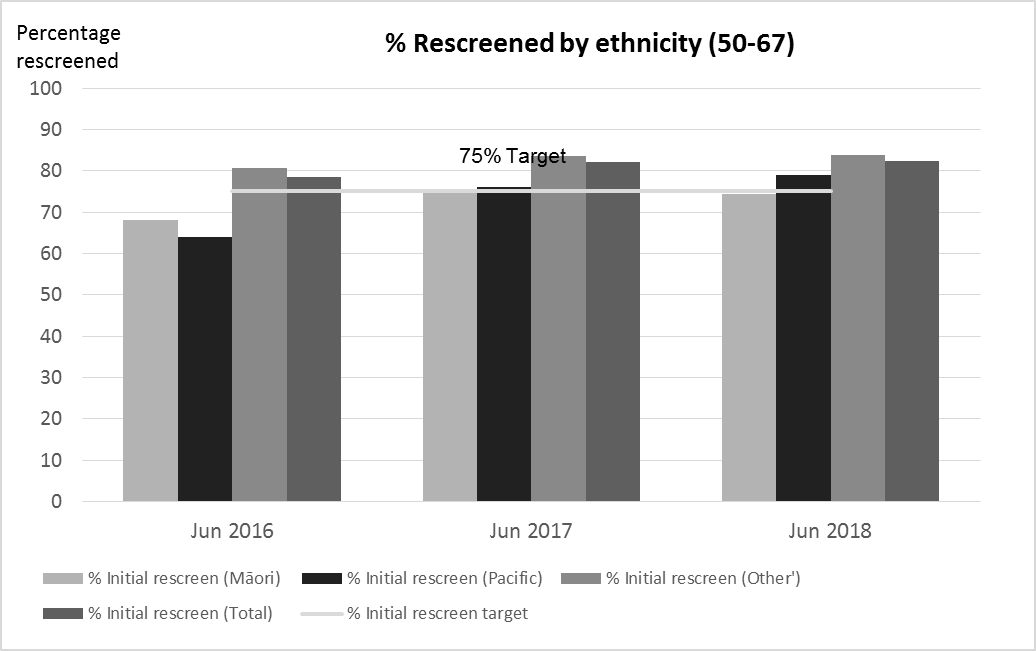 Percentage
rescreened
% Rescreened by ethnicity (50-67)
100
90
80
70
60
50
40
30
20
10
0
75% Target
Jun 2016
Jun 2017
Jun 2018
% Initial rescreen (Māori)
% Initial rescreen (Pacific)
% Initial rescreen (Other')
% Initial rescreen (Total)
% Initial rescreen target